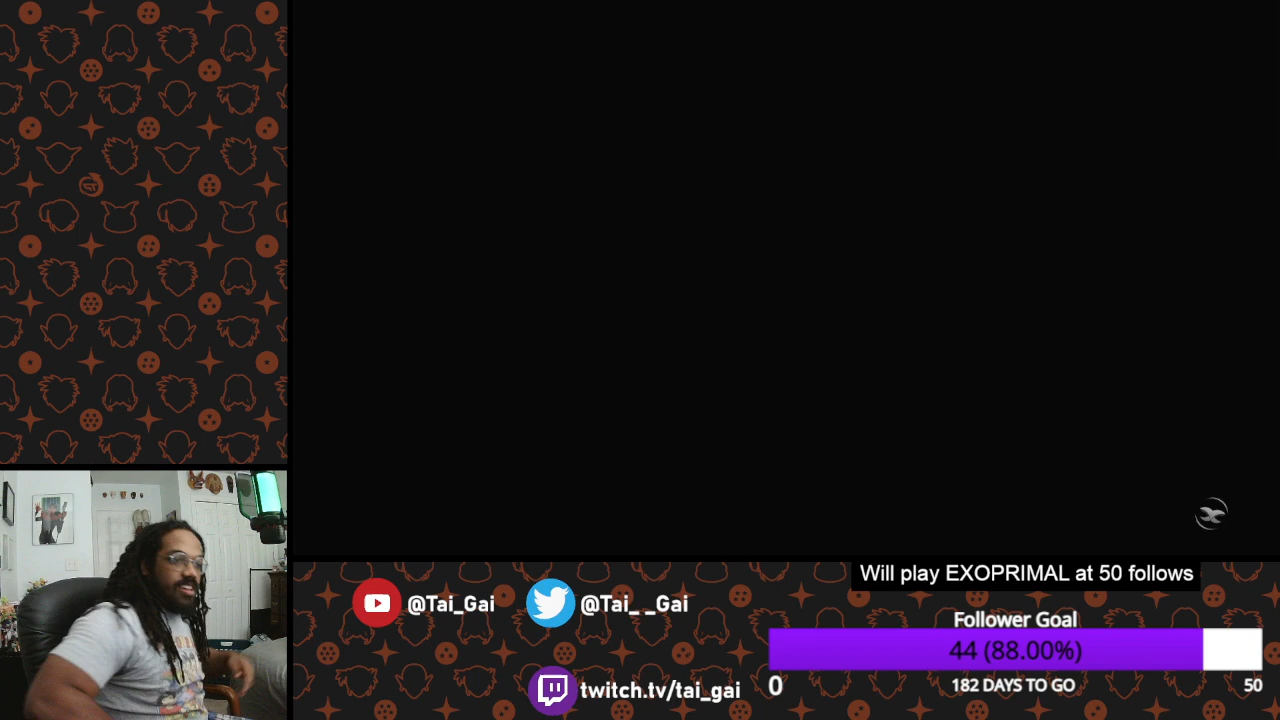 Will play EXOPRIMAL at 50 follows
@Tai_Gai
@Tai_ _Gai
Follower Goal
44 (88.00%)
0
182 DAYS TO GO
50
twitch.tv/tai_gai